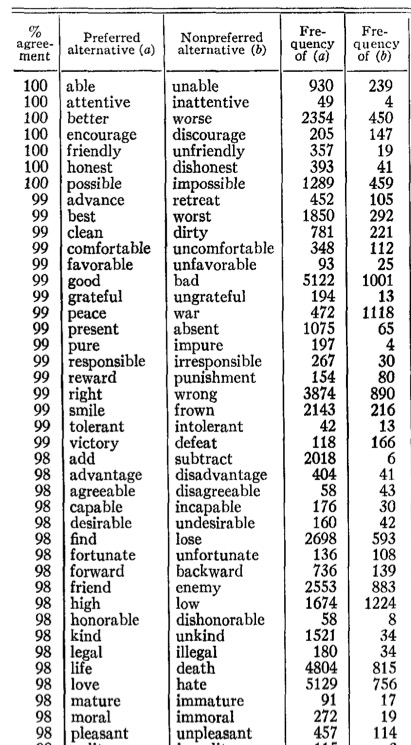 % agree-ment | Preferred alternative (a) | Nonpreferred alternative (b) | Fre-quency of (a) | Fre-quency of (b)
100 able unable 930 239
100 attentive inattentive 49 4
100 better worse 2354 450
100 encourage discourage 205 147
100 friendly unfriendly 357 19
100 honest dishonest 393 41
100 possible impossible 1289 459
99 advance retreat 452 105
99 best worst 1850 292
99 clean dirty 781 221
99 comfortable uncomfortable 348 112
99 favorable unfavorable 93 25
99 good bad 5122 1001
99 grateful ungrateful 194 13
99 peace war 472 1118
99 present absent 1075 65
99 pure impure 197 4
99 responsible irresponsible 267 30
99 reward punishment 154 80
99 right wrong 3874 890
99 smile frown 2143 216
99 tolerant intolerant 42 13
99 victory defeat 118 166
98 add subtract 2018 6
98 advantage disadvantage 404 41
98 agreeable disagreeable 58 43
98 capable incapable 176 30
98 desirable undesirable 160 42
98 find lose 2698 593
98 fortunate unfortunate 136 108
98 forward backward 736 139
98 friend enemy 2553 883
98 high low 1674 1224
98 honorable dishonorable 58 8
98 kind unkind 1521 34
98 legal illegal 180 34
98 life death 4804 815
98 love hate 5129 756
98 mature immature 91 17
98 moral immoral 272 19
98 pleasant unpleasant 457 114